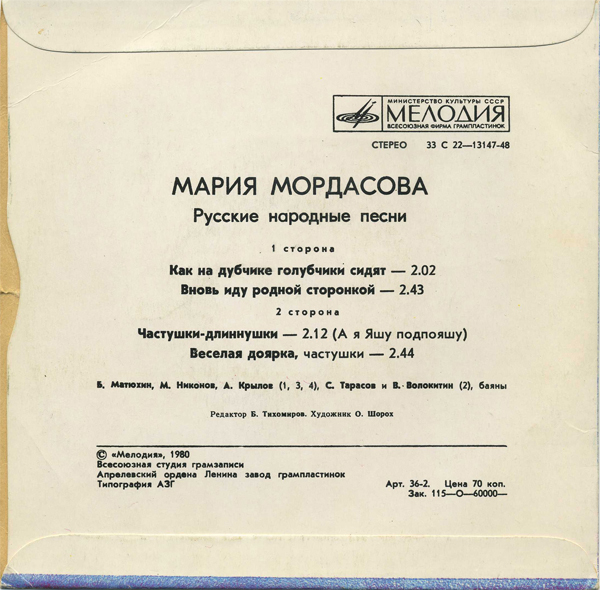 МИНИСТЕРСТВО КУЛЬТУРЫ СССР
МЕЛОДИЯ
ВСЕСОЮЗНАЯ ФИРМА ГРАМПЛАСТИНОК
СТЕРЕО 33 С 22—13147-48
МАРИЯ МОРДАСОВА
Русские народные песни
1 сторона
Как на дубчике голубчики сидят — 2.02
Вновь иду родной сторонкой — 2.43
2 сторона
Частушки-длиннушки — 2.12 (А я Яшу подпояшу)
Веселая доярка, частушки — 2.44
Б. Матюхин, М. Никонов, А. Крылов (1, 3, 4), С. Тарасов и В. Волокитин (2), баяны
Редактор Б. Тихомиров. Художник О. Шорох
© «Мелодия», 1980
Всесоюзная студия грамзаписи
Апрелевский ордена Ленина завод грампластинок
Типография АЗГ
Арт. 36-2. Цена 70 коп.
Зак. 115—О—60000—